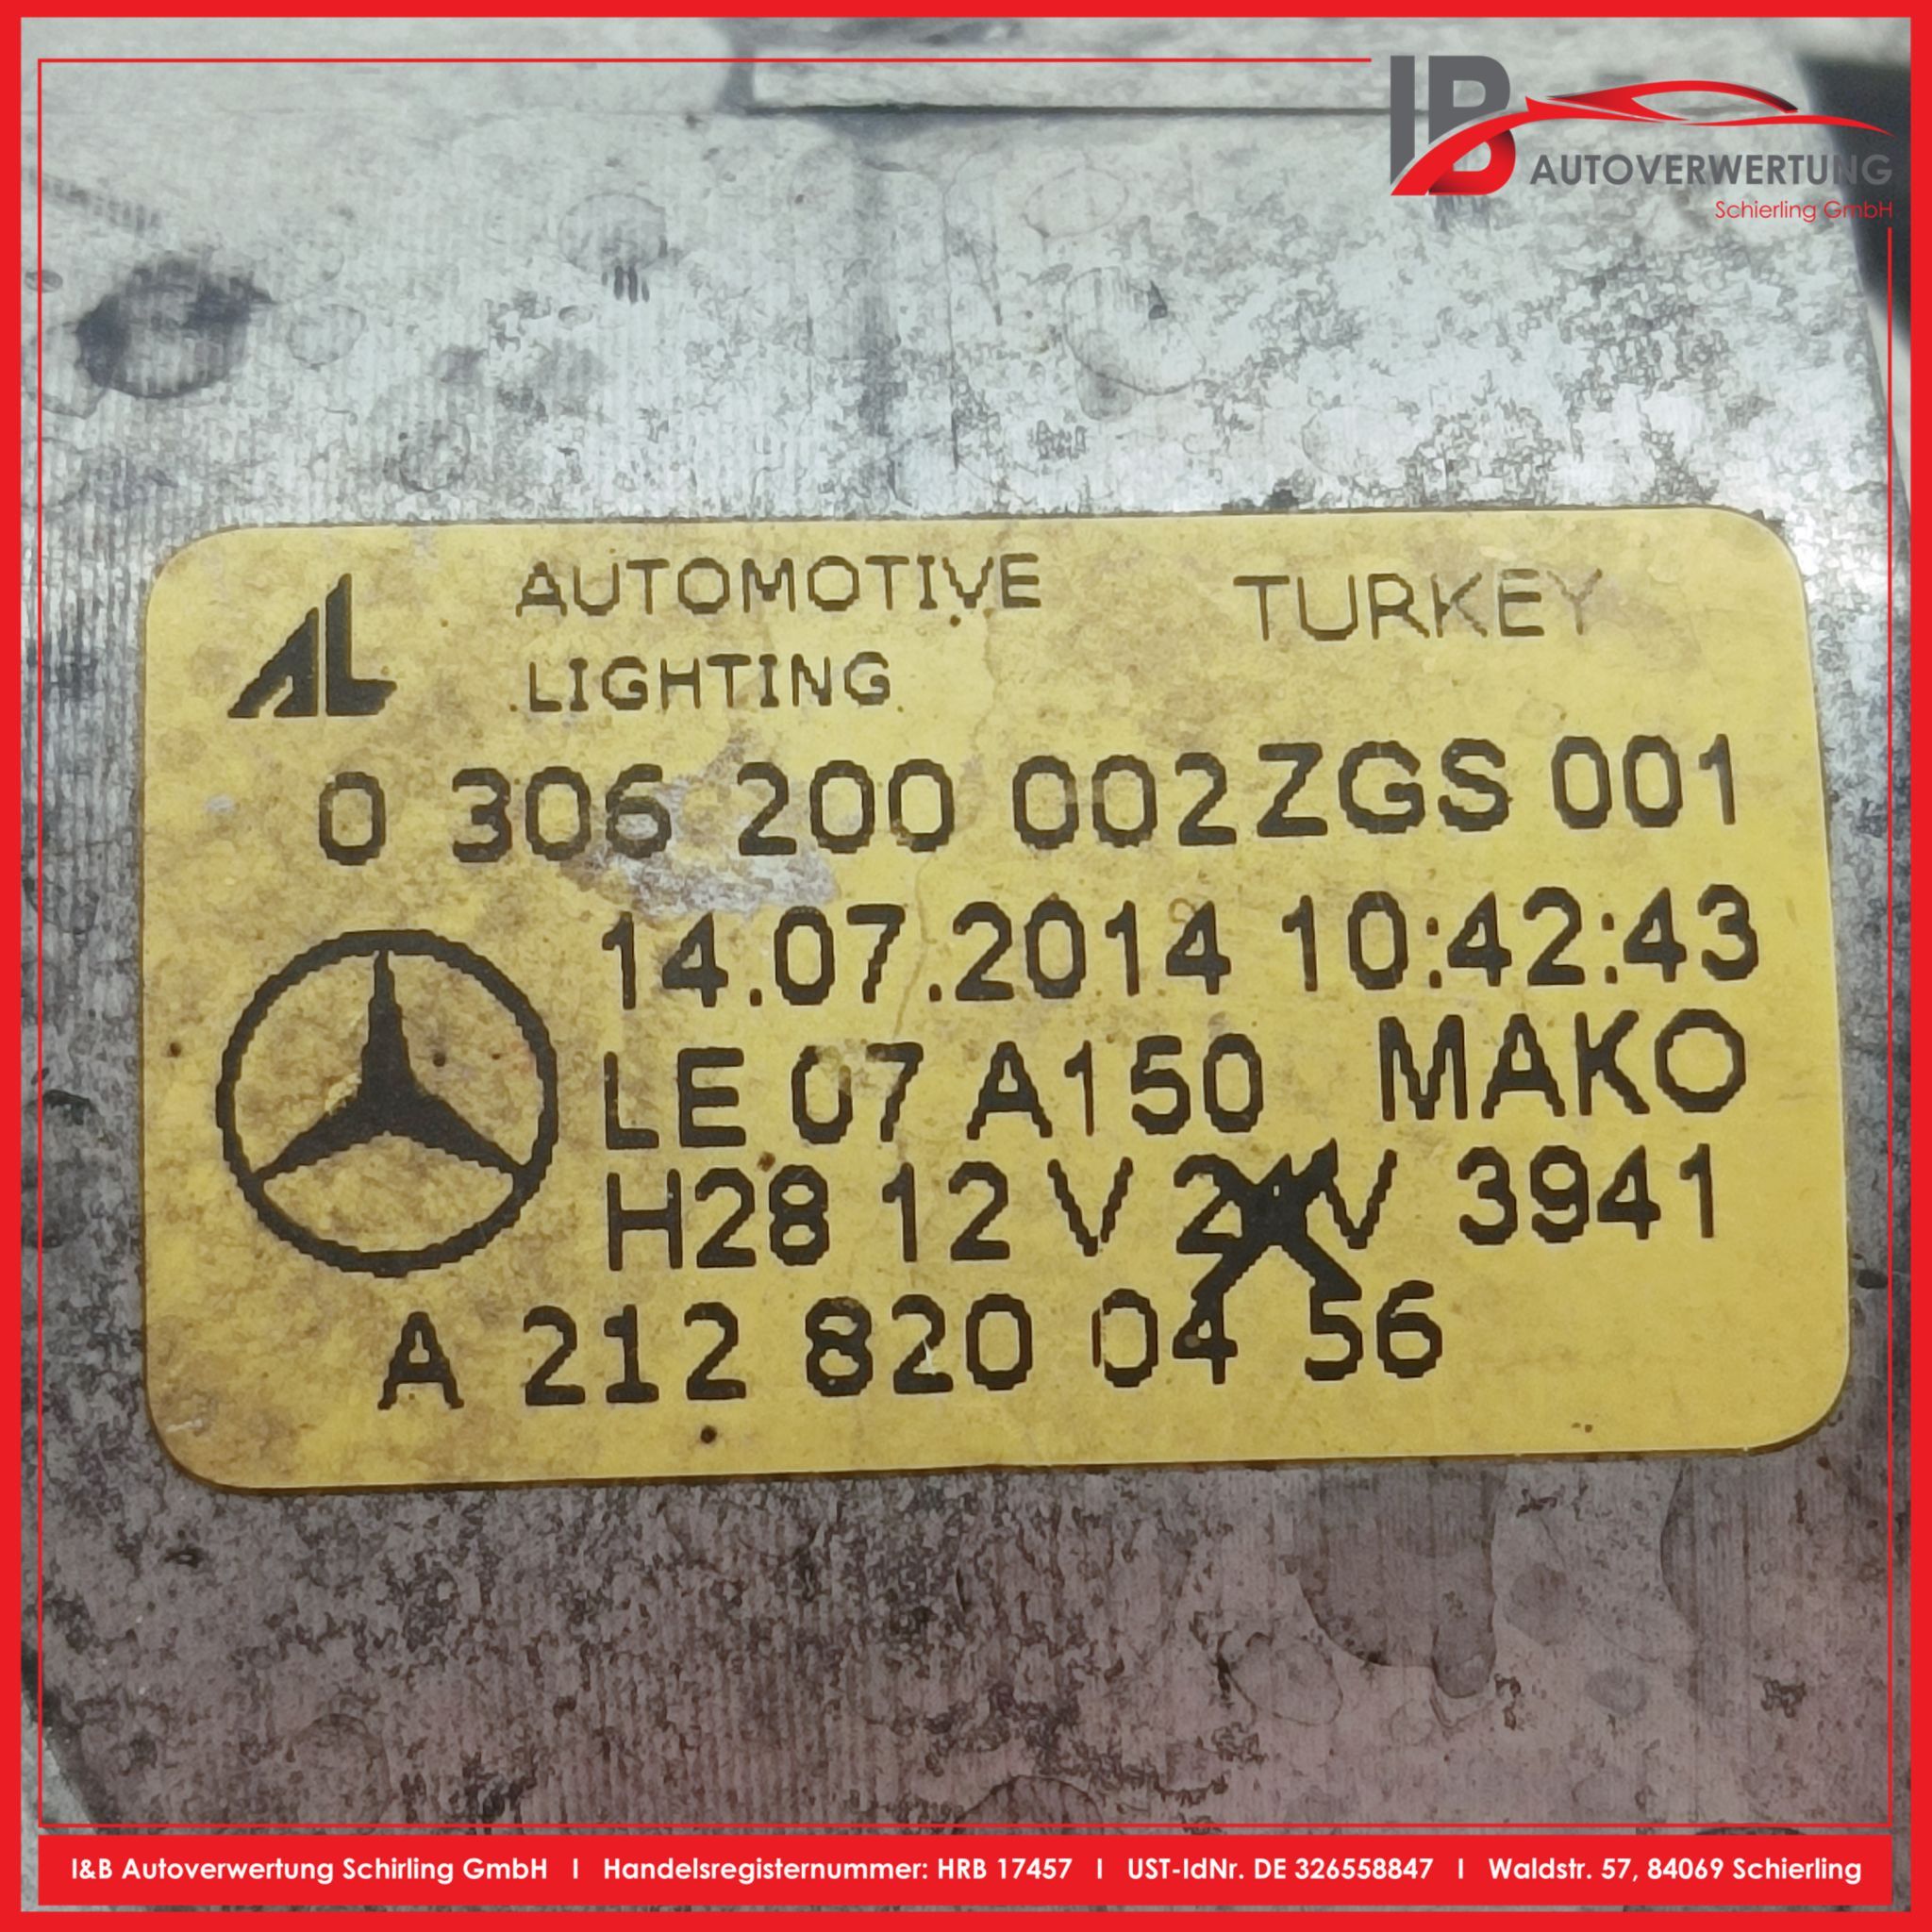 IB
AUTOVERWERTUNG
Schierling GmbH
AL AUTOMOTIVE TURKEY
LIGHTING
0 306 200 002ZGS 001
14.07.2014 10:42:43
LE 07 A150 MAKO
H28 12 V 24V 3941
A 212 820 04 56
I&B Autoverwertung Schirling GmbH I Handelsregisternummer: HRB 17457 I UST-IdNr. DE 326558847 I Waldstr. 57, 84069 Schierling